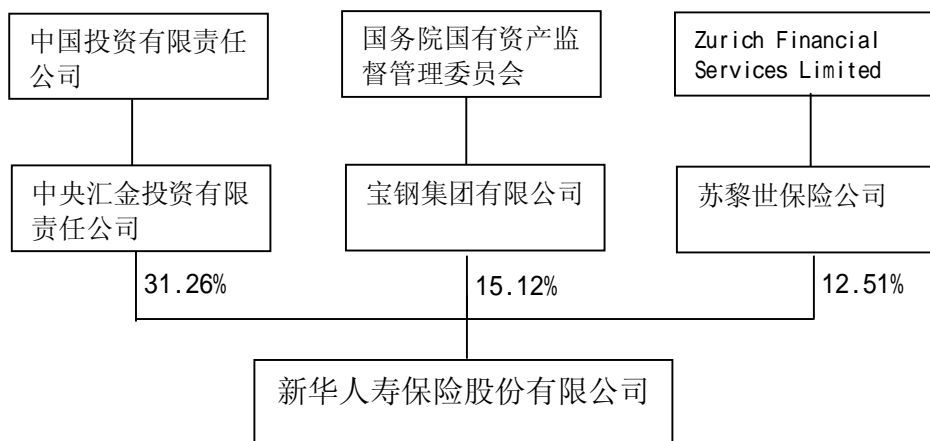 中国投资有限责任
公司
国务院国有资产监
督管理委员会
Zurich Financial
Services Limited
中央汇金投资有限
责任公司
宝钢集团有限公司
苏黎世保险公司
31.26%
15.12%
12.51%
新华人寿保险股份有限公司